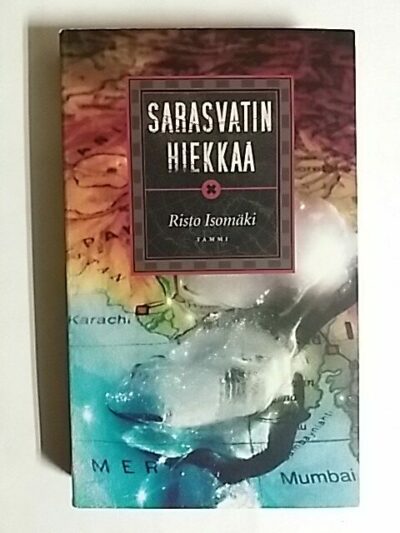 SARASVATIN
HIEKKAA
Risto Isomäki
TAMMI
Karachi
MER
Mumbai